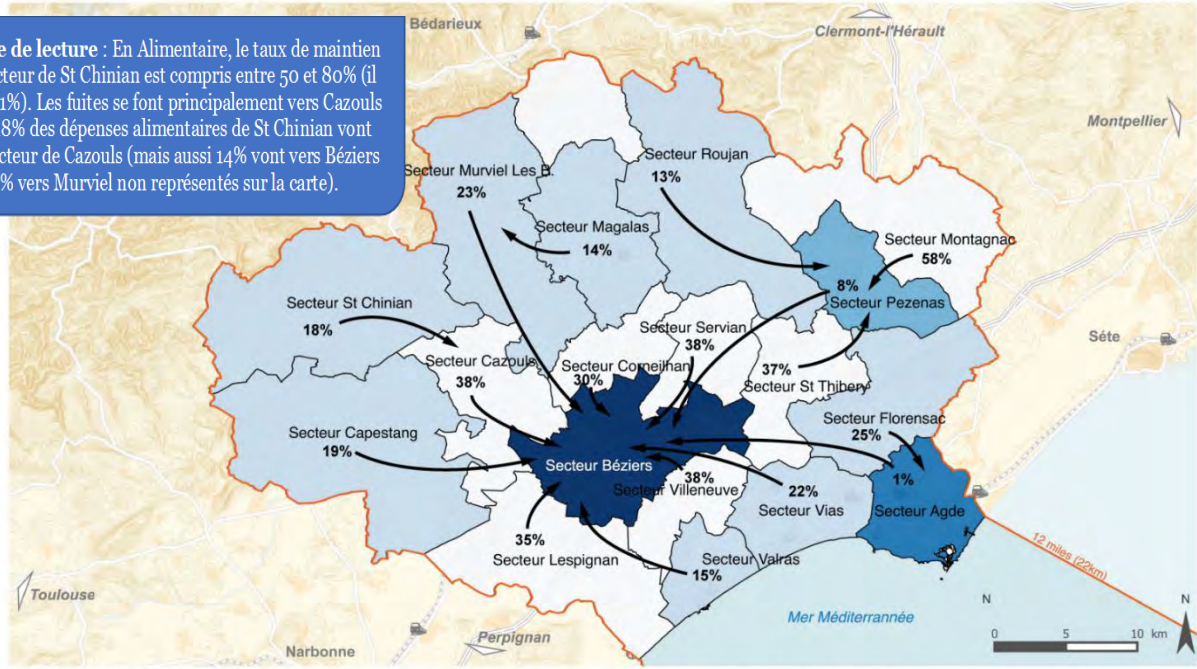 e de lecture : En Alimentaire, le taux de maintien
cteur de St Chinian est compris entre 50 et 80% (il
1%). Les fuites se font principalement vers Cazouls
8% des dépenses alimentaires de St Chinian vont
cteur de Cazouls (mais aussi 14% vont vers Béziers
% vers Murviel non représentés sur la carte).
Bédarieux
Clermont-l'Hérault
Montpellier
Secteur Roujan
13%
Secteur Murviel Les B.
23%
Secteur Magalas
14%
Secteur Montagnac
58%
8%
Secteur Pezenas
Secteur St Chinian
18%
Secteur Servian
38%
Séte
Secteur Cazouls
38%
Secteur Corneilhan
30%
37%
Secteur St Thibery
Secteur Florensac
25%
Secteur Capestang
19%
Secteur Béziers
38%
Secteur Villeneuve
22%
Secteur Vias
1%
Secteur Agde
35%
Secteur Lespignan
Secteur Valras
15%
12 miles (22km)
Toulouse
Mer Méditerrannée
Perpignan
Narbonne
N
N
0 5 10 km